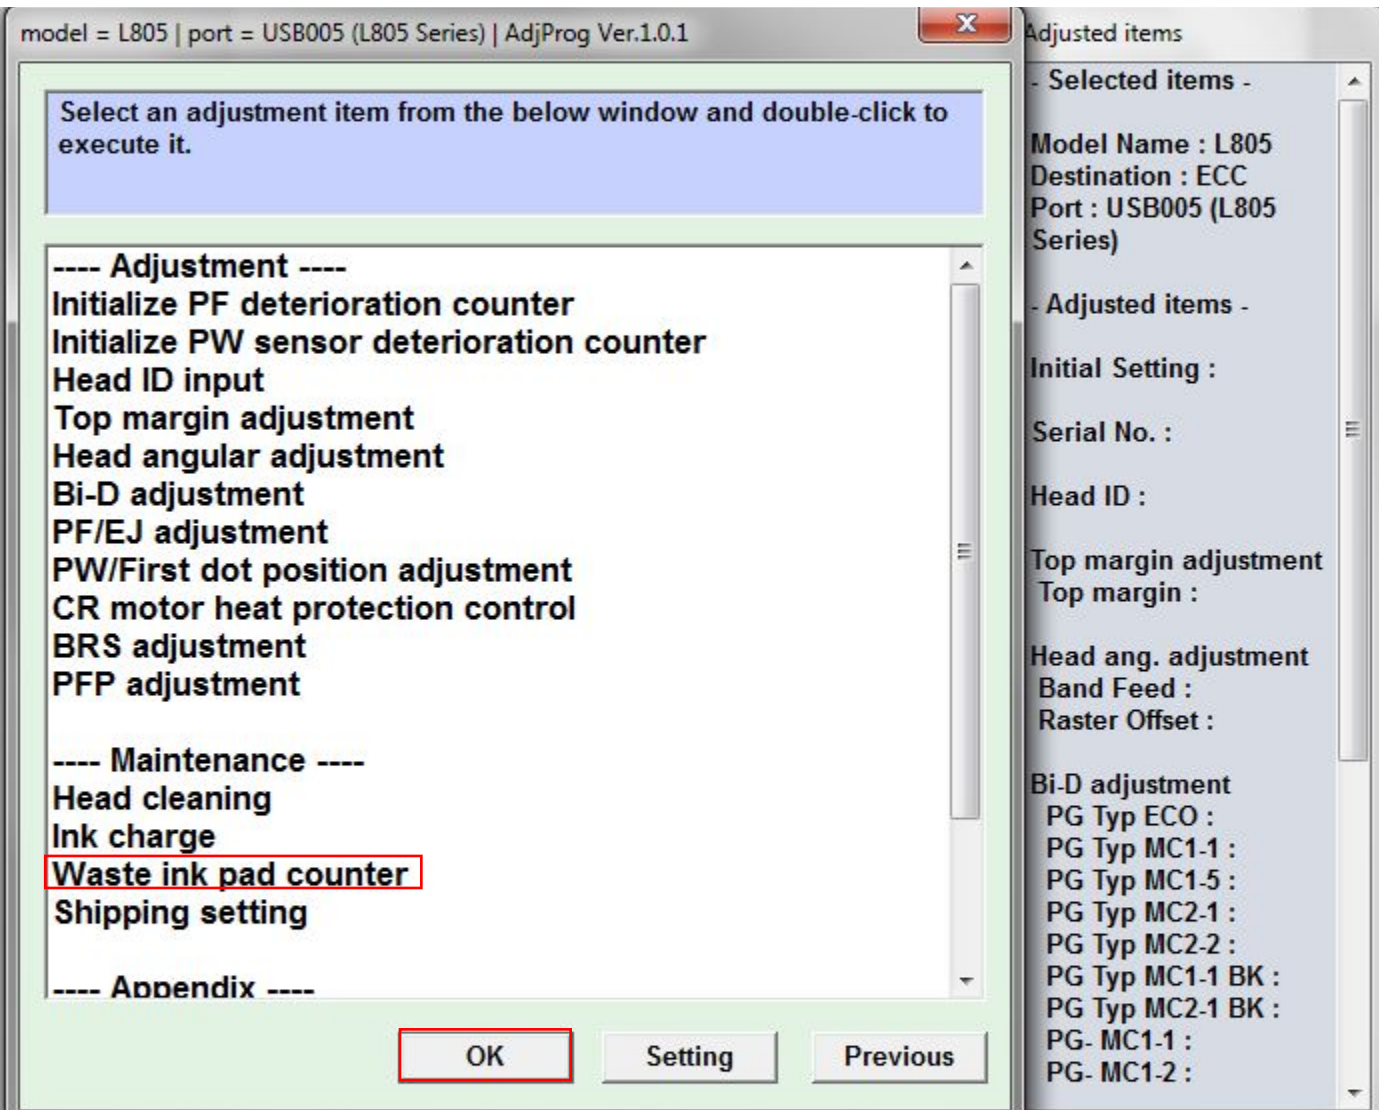 model = L805 | port = USB005 (L805 Series) | AdjProg Ver.1.0.1
Select an adjustment item from the below window and double-click to
execute it.
---- Adjustment ----
Initialize PF deterioration counter
Initialize PW sensor deterioration counter
Head ID input
Top margin adjustment
Head angular adjustment
Bi-D adjustment
PF/EJ adjustment
PW/First dot position adjustment
CR motor heat protection control
BRS adjustment
PFP adjustment
---- Maintenance ----
Head cleaning
Ink charge
Waste ink pad counter
Shipping setting
---- Appendix ----
OK
Setting
Previous
Adjusted items
- Selected items -
Model Name : L805
Destination : ECC
Port : USB005 (L805
Series)
- Adjusted items -
Initial Setting :
Serial No. :
Head ID :
Top margin adjustment
Top margin :
Head ang. adjustment
Band Feed :
Raster Offset :
Bi-D adjustment
PG Typ ECO :
PG Typ MC1-1 :
PG Typ MC1-5 :
PG Typ MC2-1 :
PG Typ MC2-2 :
PG Typ MC1-1 BK :
PG Typ MC2-1 BK :
PG- MC1-1 :
PG- MC1-2 :